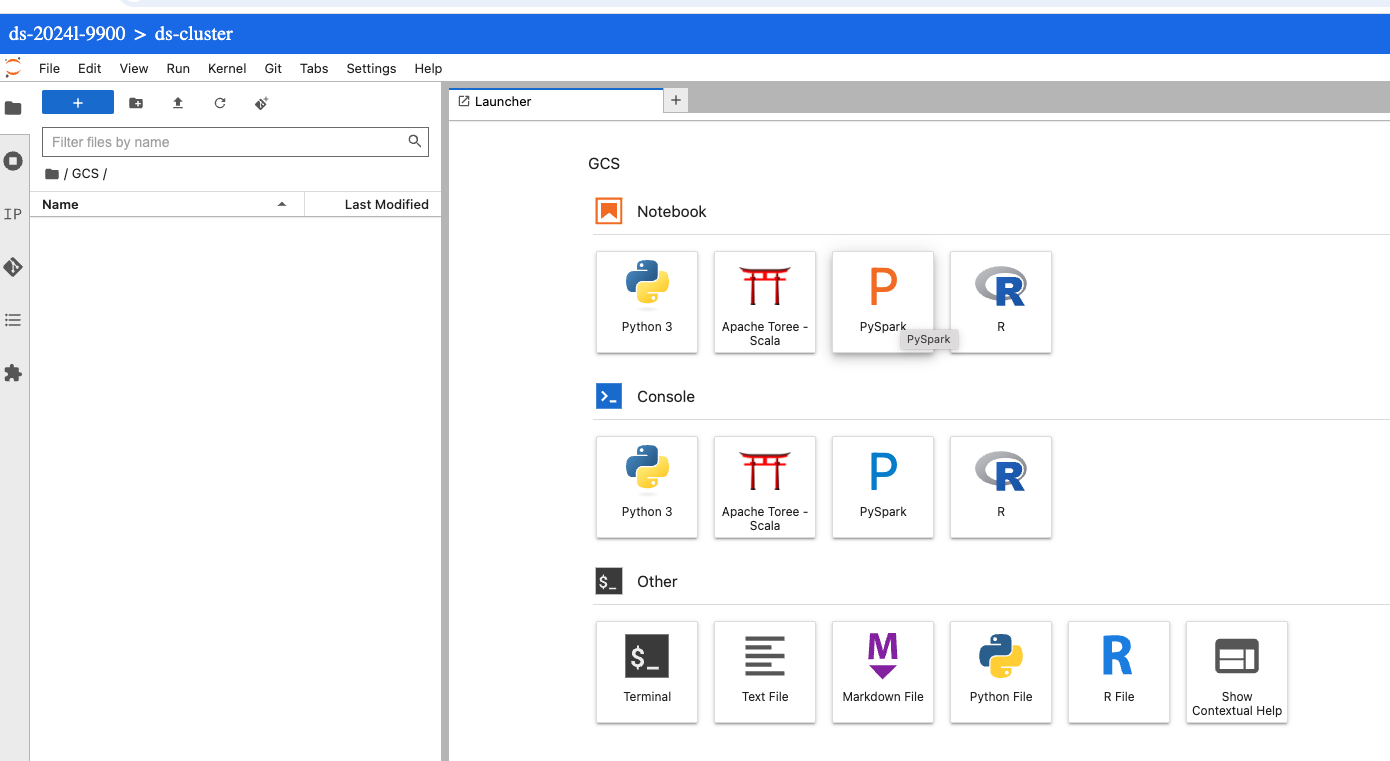 ds-2024l-9900 > ds-cluster
File Edit View Run Kernel Git Tabs Settings Help
+
Launcher
+
Filter files by name
/ GCS /
Name
Last Modified
IP
GCS
Notebook
Python 3
Apache Toree -
Scala
P
PySpark
PySpark
R
R
Console
Python 3
Apache Toree -
Scala
P
PySpark
R
R
$_
Other
$_
Terminal
Text File
M
Markdown File
Python File
R
R File
Show
Contextual Help